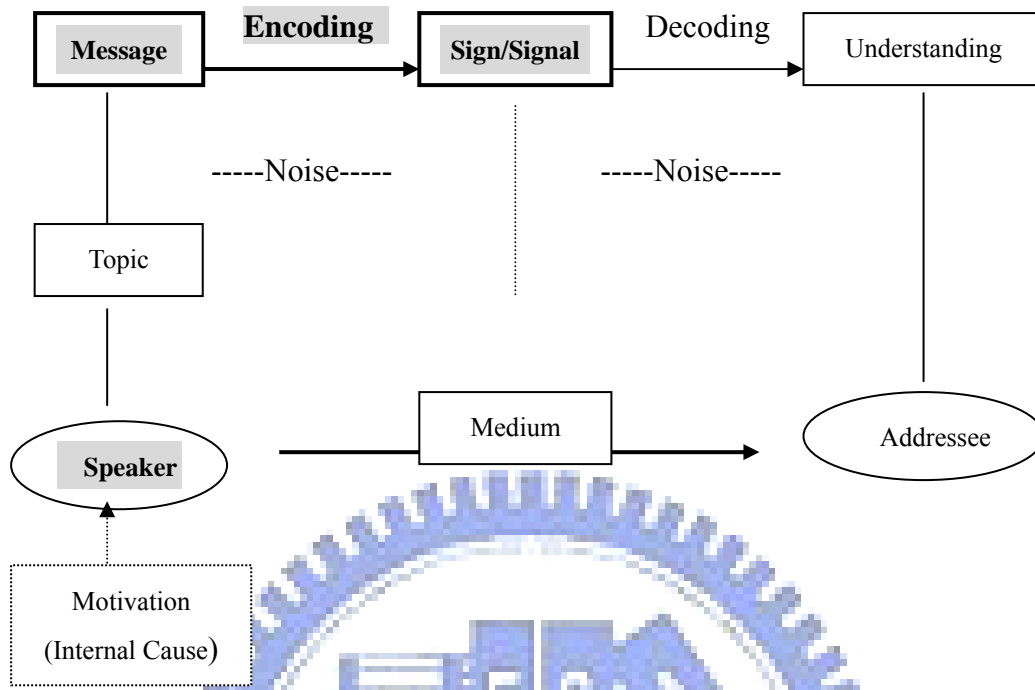 Encoding
Decoding
Message
Sign/Signal
Understanding
-----Noise-----
-----Noise-----
Topic
Medium
Speaker
Addressee
Motivation
(Internal Cause)